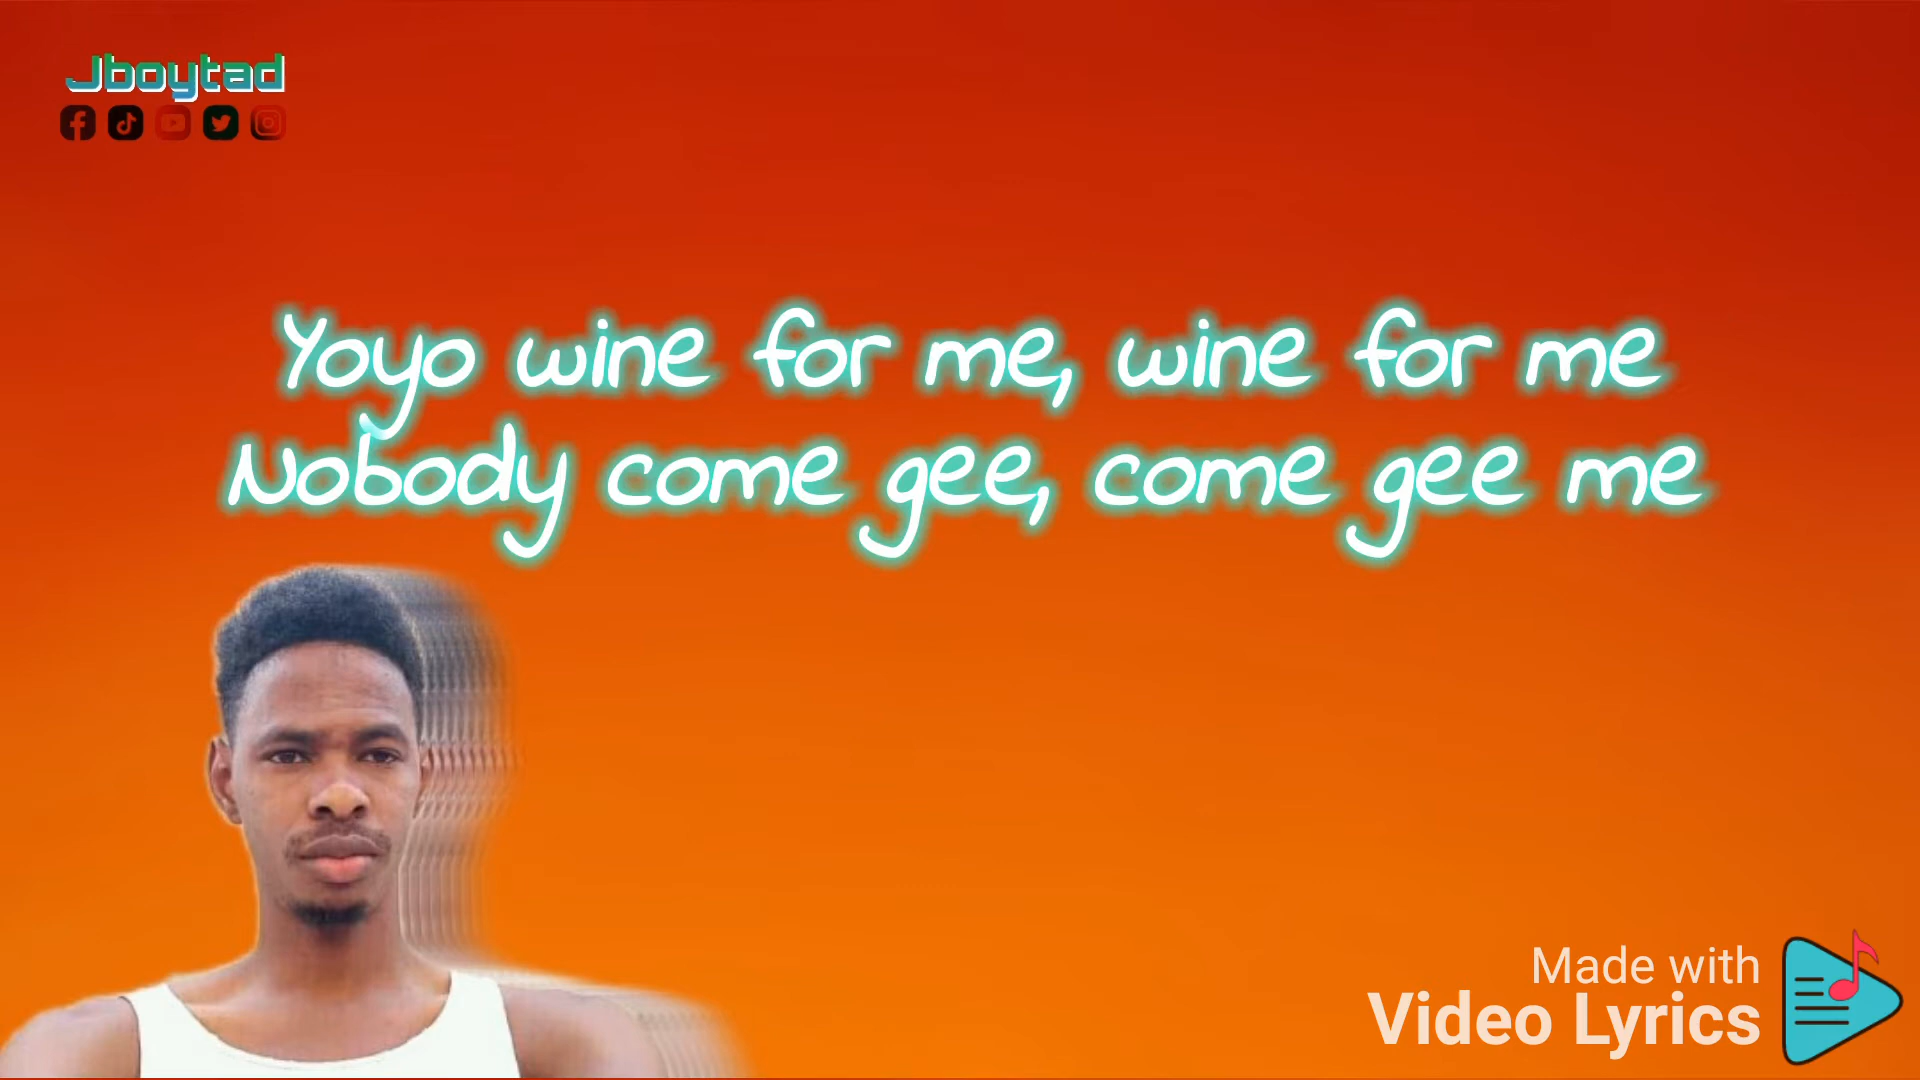 Jboytad
Yoyo wine for me, wine for me
Nobody come gee, come gee me
Made with
Video Lyrics